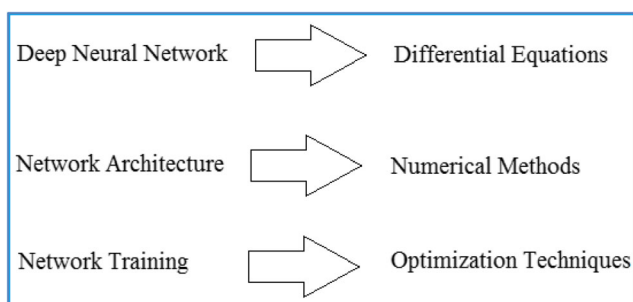 Deep Neural Network Differential Equations
Network Architecture Numerical Methods
Network Training Optimization Techniques